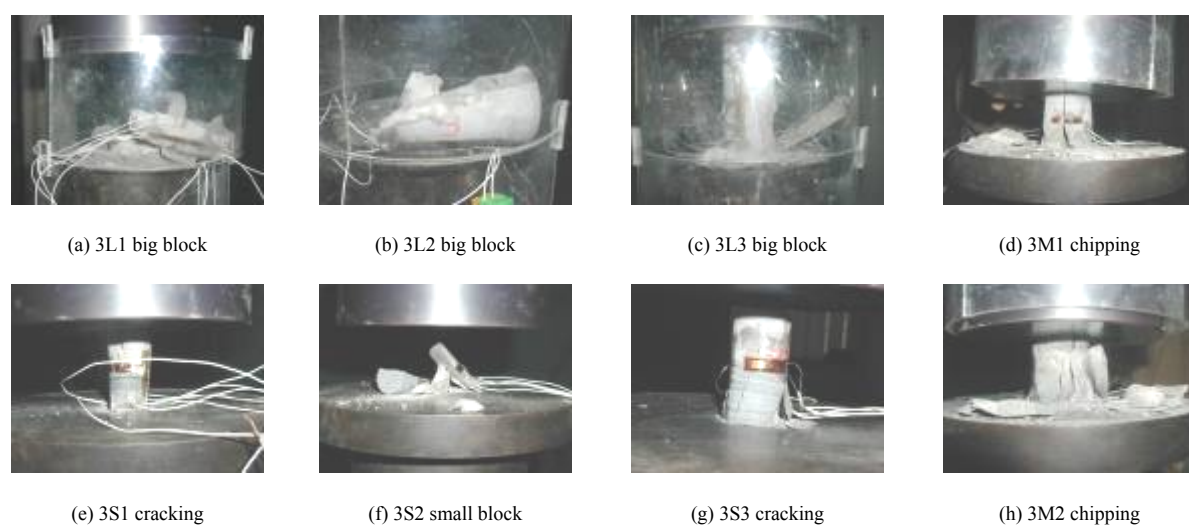 (a) 3L1 big block
(b) 3L2 big block
(c) 3L3 big block
(d) 3M1 chipping
(e) 3S1 cracking
(f) 3S2 small block
(g) 3S3 cracking
(h) 3M2 chipping